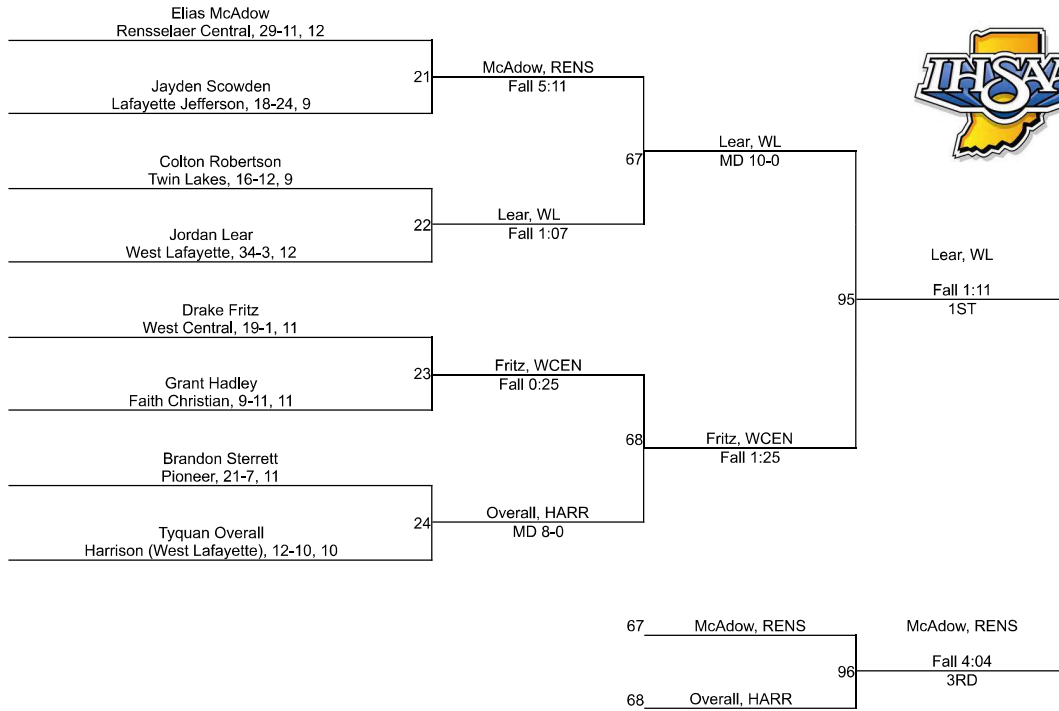 Elias McAdow
Rensselaer Central, 29-11, 12
21
Jayden Scowden
Lafayette Jefferson, 18-24, 9
McAdow, RENS
Fall 5:11
Colton Robertson
Twin Lakes, 16-12, 9
22
Jordan Lear
West Lafayette, 34-3, 12
Lear, WL
Fall 1:07
67
Lear, WL
MD 10-0
IHSAA
Drake Fritz
West Central, 19-1, 11
23
Grant Hadley
Faith Christian, 9-11, 11
Fritz, WCEN
Fall 0:25
Brandon Sterrett
Pioneer, 21-7, 11
24
Tyquan Overall
Harrison (West Lafayette), 12-10, 10
Overall, HARR
MD 8-0
68
Fritz, WCEN
Fall 1:25
95
Lear, WL
Fall 1:11
1ST
67
McAdow, RENS
68
Overall, HARR
96
McAdow, RENS
Fall 4:04
3RD